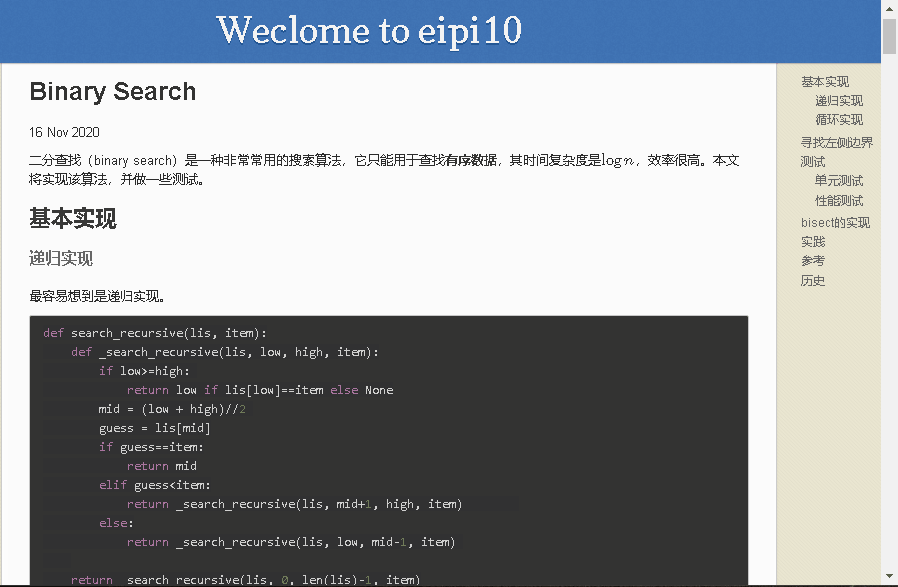 Weclome to eipi10
Binary Search
16 Nov 2020
二分查找（binary search）是一种非常常用的搜索算法，它只能用于查找有序数据，其时间复杂度是log n，效率很高。本文
将实现该算法，并做一些测试。
基本实现
递归实现
最容易想到是递归实现。
def search_recursive(lis, item):
    def _search_recursive(lis, low, high, item):
        if low>=high:
            return low if lis[low]==item else None
        mid = (low + high)//2
        guess = lis[mid]
        if guess==item:
            return mid
        elif guess<item:
            return _search_recursive(lis, mid+1, high, item)
        else:
            return _search_recursive(lis, low, mid-1, item)
    return _search_recursive(lis, 0, len(lis)-1, item)
基本实现
递归实现
循环实现
寻找左侧边界
测试
单元测试
性能测试
bisect的实现
实践
参考
历史